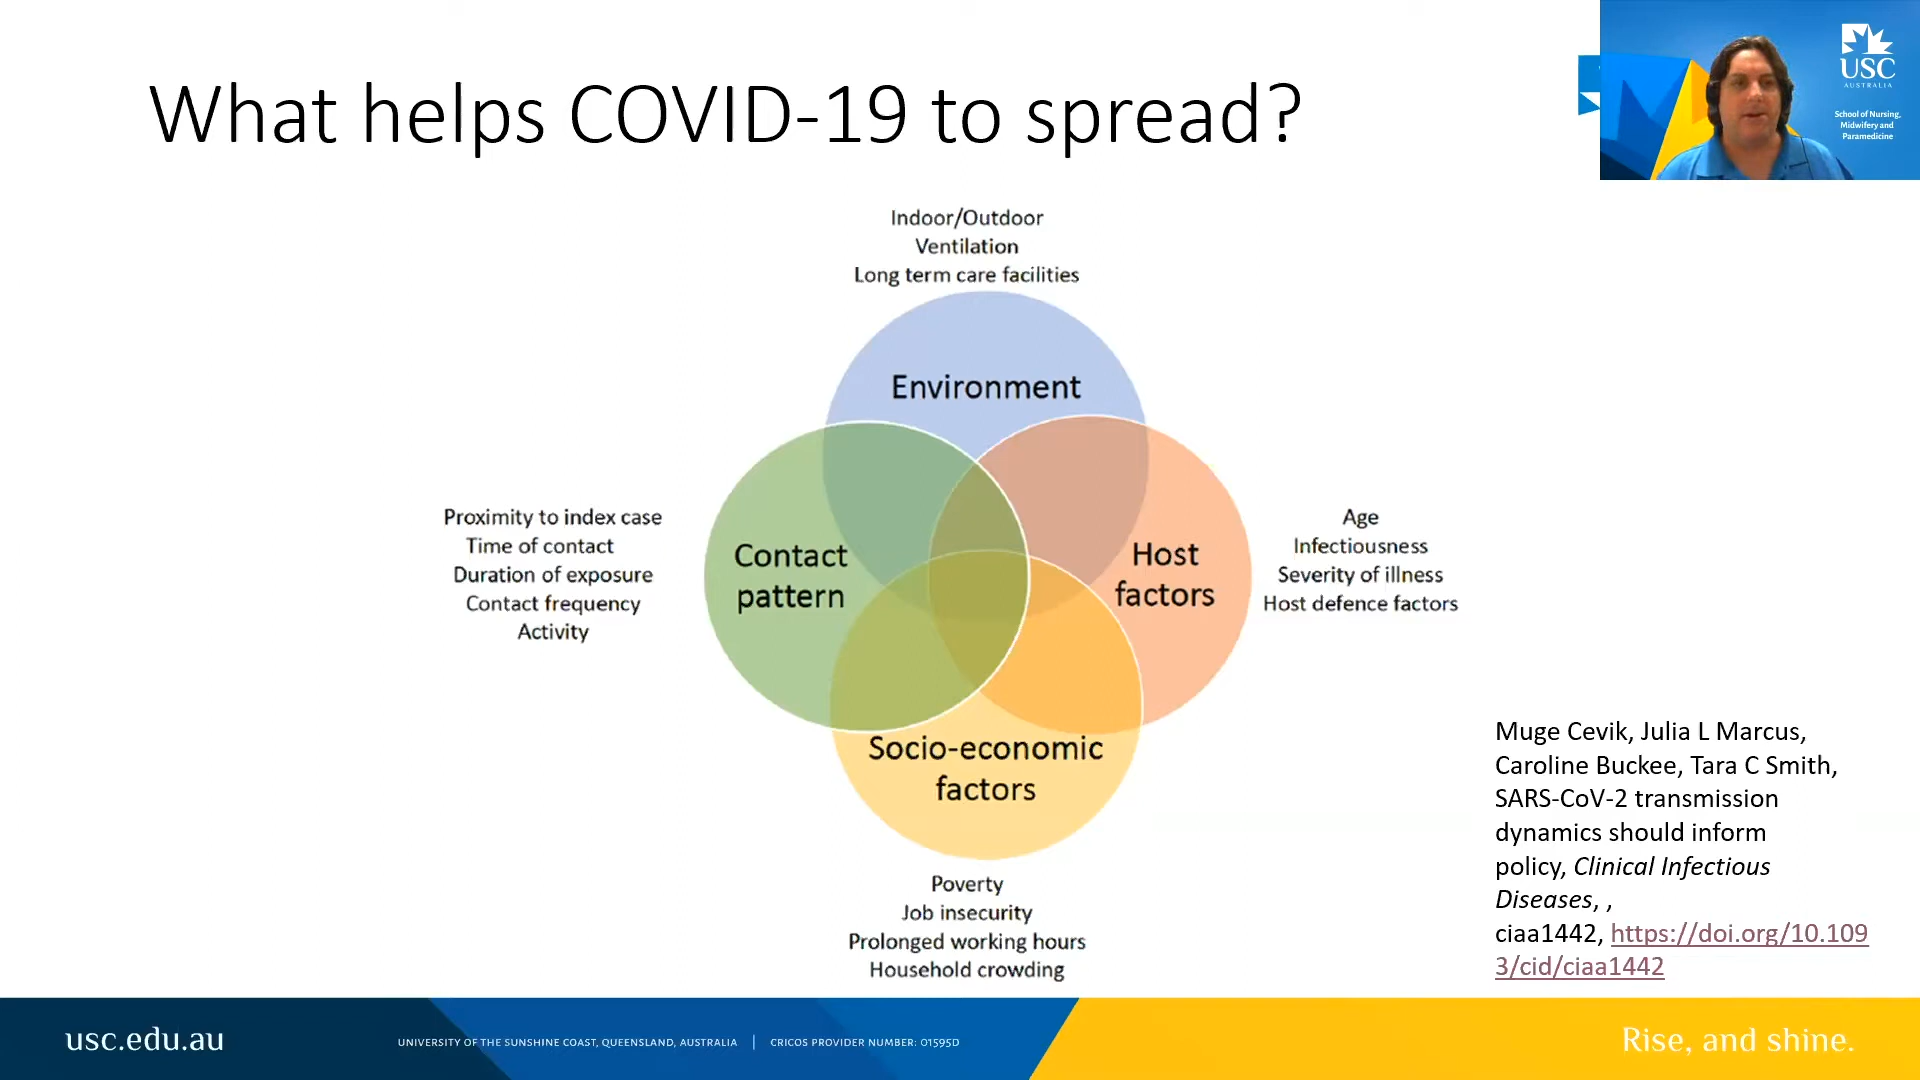 What helps COVID-19 to spread?
USC
AUSTRALIA
School of Nursing,
Midwifery and
Paramedicine
Indoor/Outdoor
Ventilation
Long term care facilities
Environment
Proximity to index case
Time of contact
Duration of exposure
Contact frequency
Activity
Contact
pattern
Host
factors
Age
Infectiousness
Severity of illness
Host defence factors
Socio-economic
factors
Poverty
Job insecurity
Prolonged working hours
Household crowding
Muge Cevik, Julia L Marcus,
Caroline Buckee, Tara C Smith,
SARS-CoV-2 transmission
dynamics should inform
policy, Clinical Infectious
Diseases, ,
ciaa1442, https://doi.org/10.109
3/cid/ciaa1442
usc.edu.au
UNIVERSITY OF THE SUNSHINE COAST, QUEENSLAND, AUSTRALIA | CRICOS PROVIDER NUMBER: 01595D
Rise, and shine.